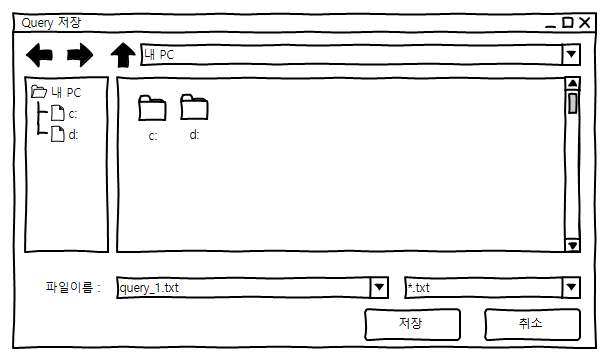 Query 저장
내 PC
내 PC
c:
d:
c:
d:
파일이름 :
query_1.txt
*.txt
저장
취소